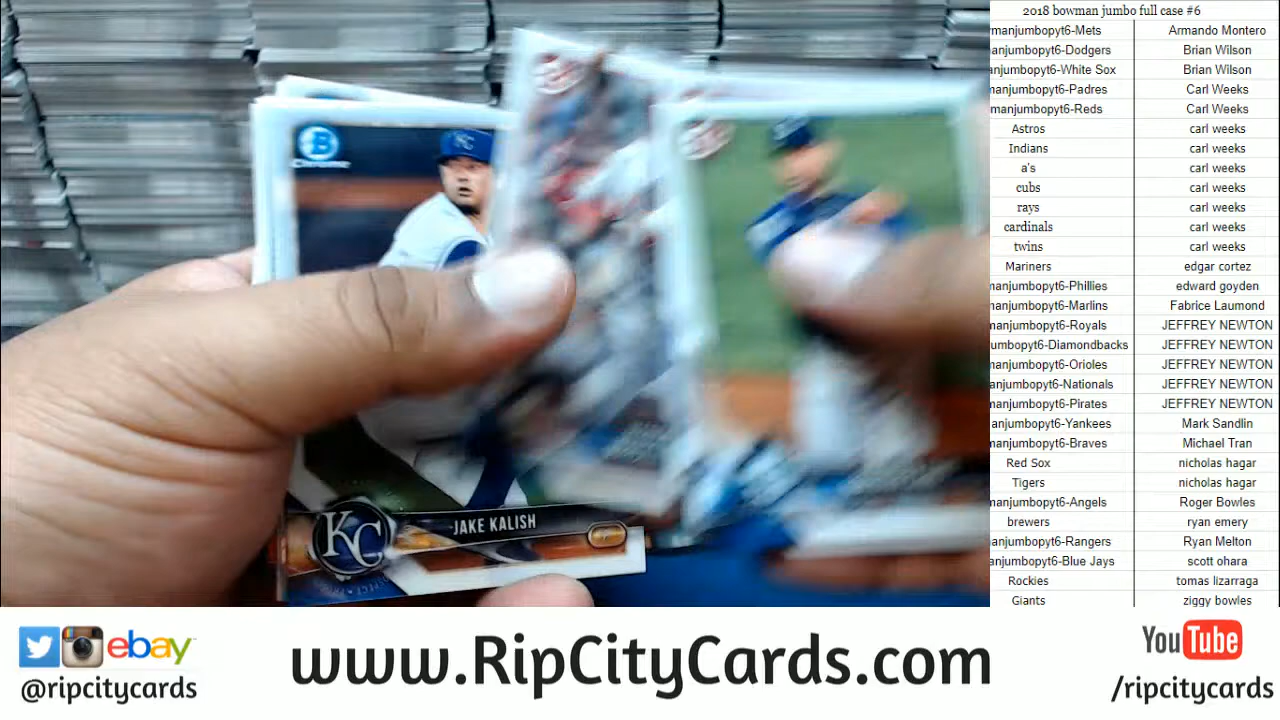 2018 bowman jumbo full case #6
manjumbopyt6-Mets Armando Montero
anjumbopyt6-Dodgers Brian Wilson
anjumbopyt6-White Sox Brian Wilson
manjumbopyt6-Padres Carl Weeks
manjumbopyt6-Reds Carl Weeks
Astros carl weeks
Indians carl weeks
a's carl weeks
cubs carl weeks
rays carl weeks
cardinals carl weeks
twins carl weeks
Mariners edgar cortez
manjumbopyt6-Phillies edward goyden
manjumbopyt6-Marlins Fabrice Laumond
manjumbopyt6-Royals JEFFREY NEWTON
umbopyt6-Diamondbacks JEFFREY NEWTON
anjumbopyt6-Orioles JEFFREY NEWTON
anjumbopyt6-Nationals JEFFREY NEWTON
manjumbopyt6-Pirates JEFFREY NEWTON
anjumbopyt6-Yankees Mark Sandlin
anjumbopyt6-Braves Michael Tran
Red Sox nicholas hagar
Tigers nicholas hagar
manjumbopyt6-Angels Roger Bowles
brewers ryan emery
anjumbopyt6-Rangers Ryan Melton
njumbopyt6-Blue Jays scott ohara
Rockies tomas lizarraga
Giants ziggy bowles
B
Chrome
KC
KC
JAKE KALISH
P
ebay
@ripcitycards
www.RipCityCards.com
YouTube
/ripcitycards